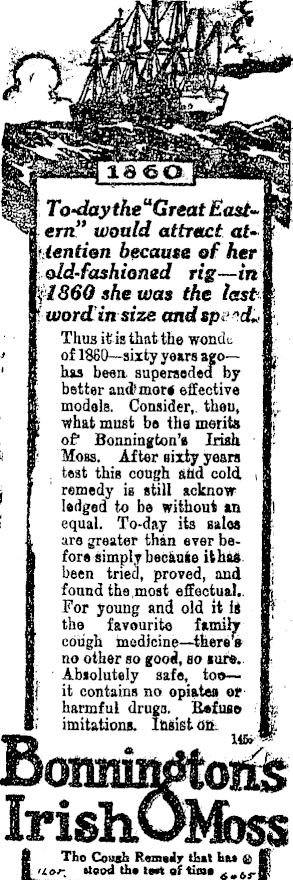 1860
To-day the "Great East-
ern" would attract at-
tention because of her
old-fashioned rig—in
1860 she was the last
word in size and speed.
Thus it is that the wonde
of 1860—sixty years ago—
has been superseded by
better and more effective
models. Consider, then,
what must be the merits
of Bonnington's Irish
Moss. After sixty years
test this cough and cold
remedy is still acknow
ledged to be without an
equal. To-day its sales
are greater than ever be-
fore simply because it has
been tried, proved, and
found the most effectual.
For young and old it is
the favourite family
cough medicine—there's
no other so good, so sure.
Absolutely safe, too—
it contains no opiates or
harmful drugs. Refuse
imitations. Insist on
Bonningtons
Irish Moss
The Cough Remedy that has
stood the test of time